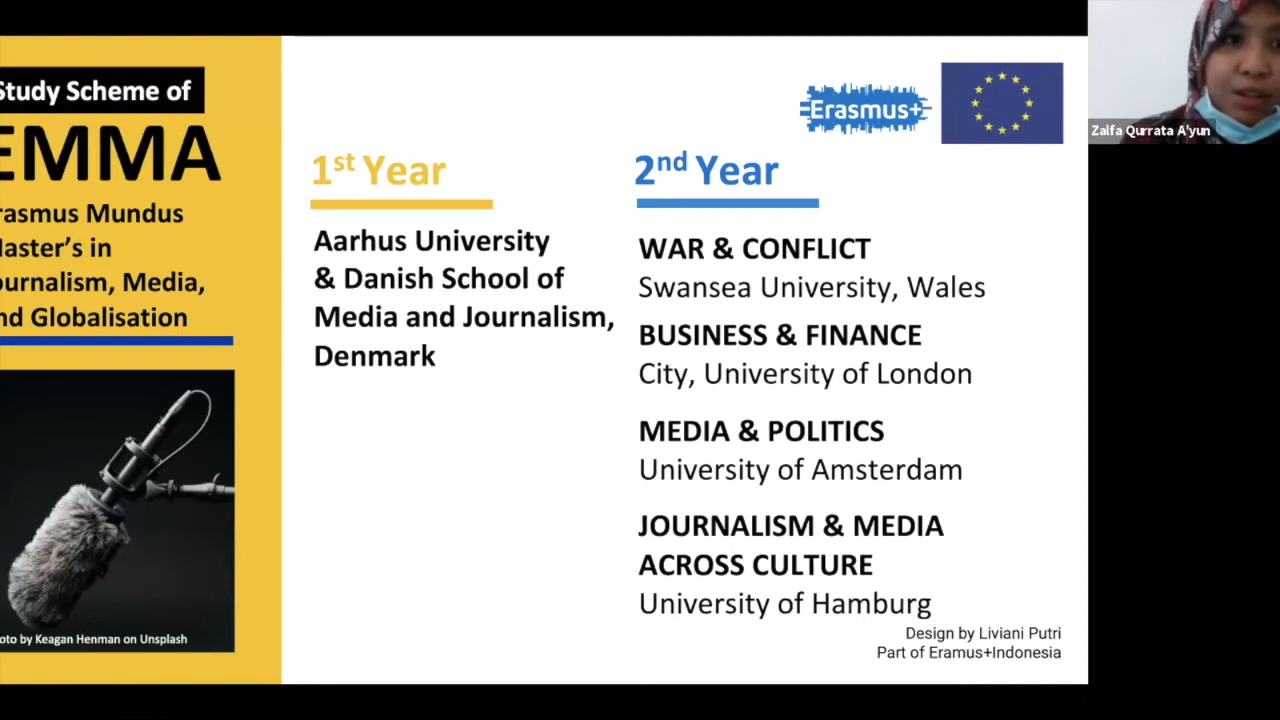 Study Scheme of
EMMA
rasmus Mundus
aster's in
ournalism, Media,
nd Globalisation
oto by Keagan Henman on Unsplash
1st Year
Aarhus University
& Danish School of
Media and Journalism,
Denmark
Erasmus+
2nd Year
WAR & CONFLICT
Swansea University, Wales
BUSINESS & FINANCE
City, University of London
MEDIA & POLITICS
University of Amsterdam
JOURNALISM & MEDIA
ACROSS CULTURE
University of Hamburg
Design by Liviani Putri
Part of Eramus+Indonesia
Zalfa Qurrata A'yun